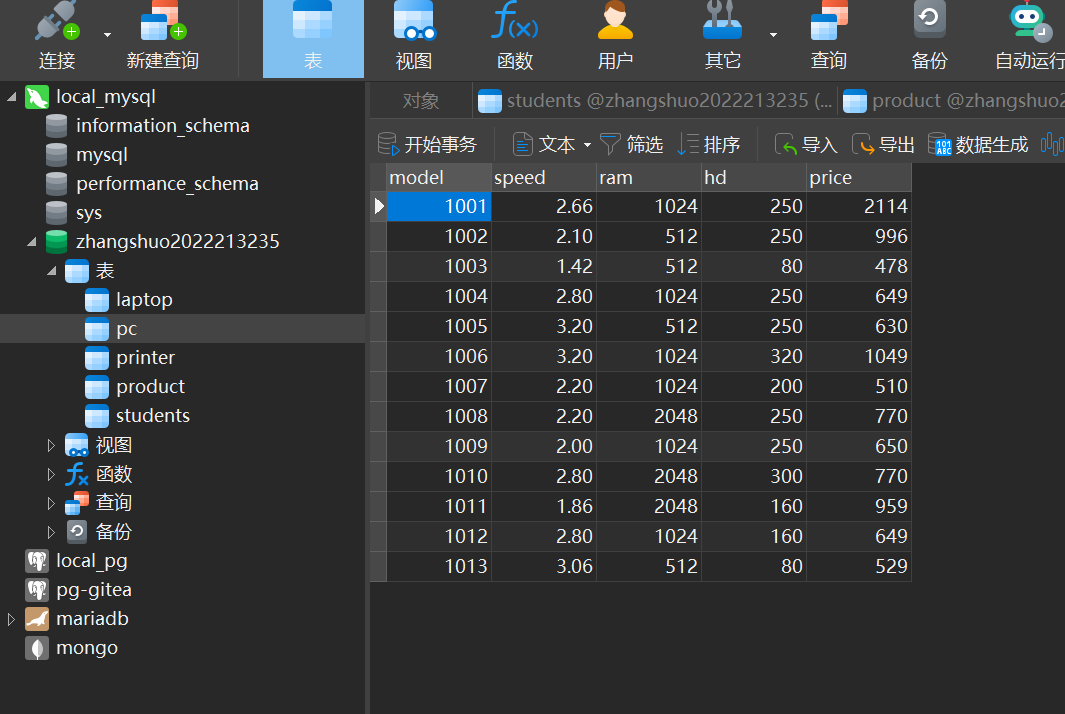 连接 新建查询 表 视图 函数 用户 其它 查询 备份 自动运行
local_mysql
information_schema
mysql
performance_schema
sys
zhangshuo2022213235
表
laptop
pc
printer
product
students
视图
函数
查询
备份
local_pg
pg-gitea
mariadb
mongo
对象 students @zhangshuo2022213235 (... product @zhangshuo2
开始事务 文本 筛选 排序 导入 导出 数据生成
model speed ram hd price
1001 2.66 1024 250 2114
1002 2.10 512 250 996
1003 1.42 512 80 478
1004 2.80 1024 250 649
1005 3.20 512 250 630
1006 3.20 1024 320 1049
1007 2.20 1024 200 510
1008 2.20 2048 250 770
1009 2.00 1024 250 650
1010 2.80 2048 300 770
1011 1.86 2048 160 959
1012 2.80 1024 160 649
1013 3.06 512 80 529